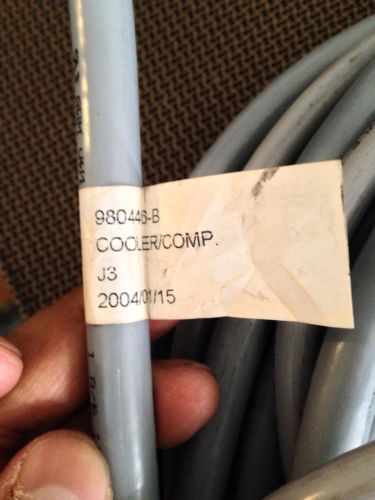 980446-B
COOLER/COMP.
J3
2004/01/15